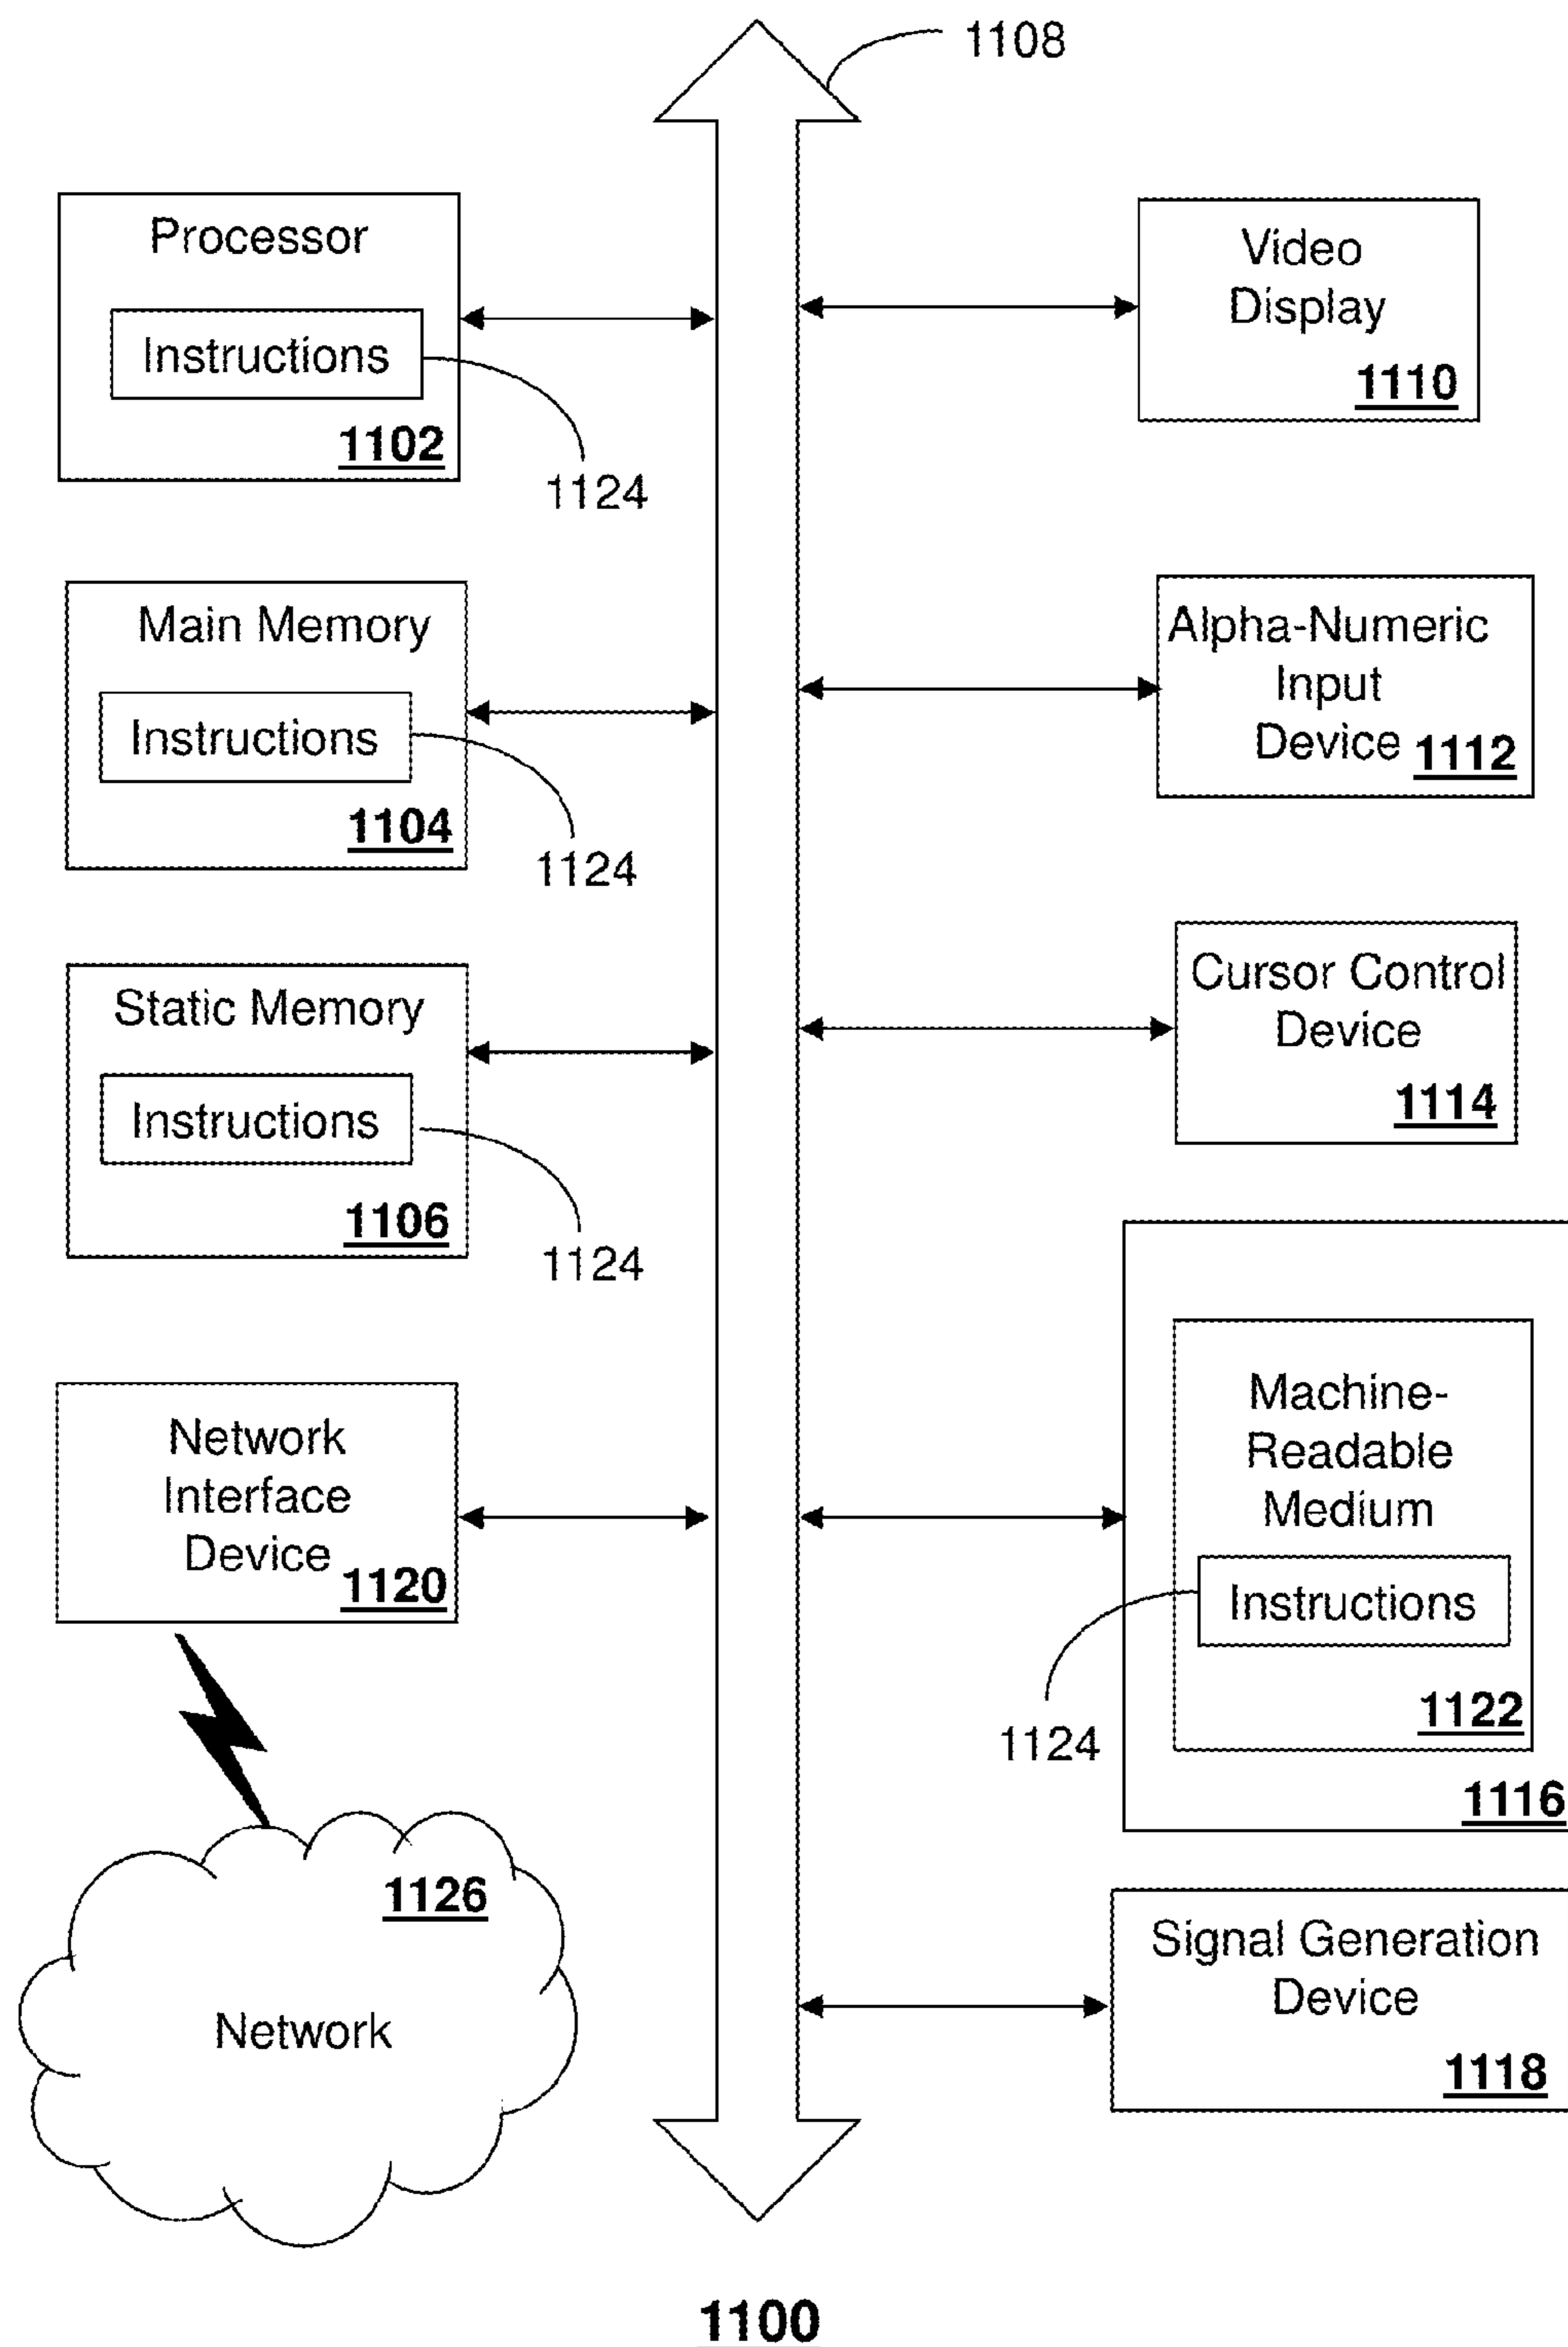 1108
Processor
Instructions
1102
1124
Main Memory
Instructions
1104
1124
Static Memory
Instructions
1106
1124
Network
Interface
Device
1120
1126
Network
Video
Display
1110
Alpha-Numeric
Input
Device 1112
Cursor Control
Device
1114
Machine-
Readable
Medium
Instructions
1122
1124
1116
Signal Generation
Device
1118
1100